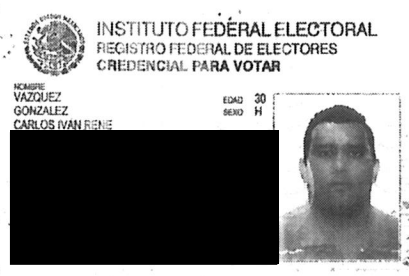 INSTITUTO FEDERAL ELECTORAL
REGISTRO FEDERAL DE ELECTORES
CREDENCIAL PARA VOTAR
NOMBRE
VAZQUEZ
GONZALEZ
CARLOS IVAN RENE
EDAD 30
SEXO H